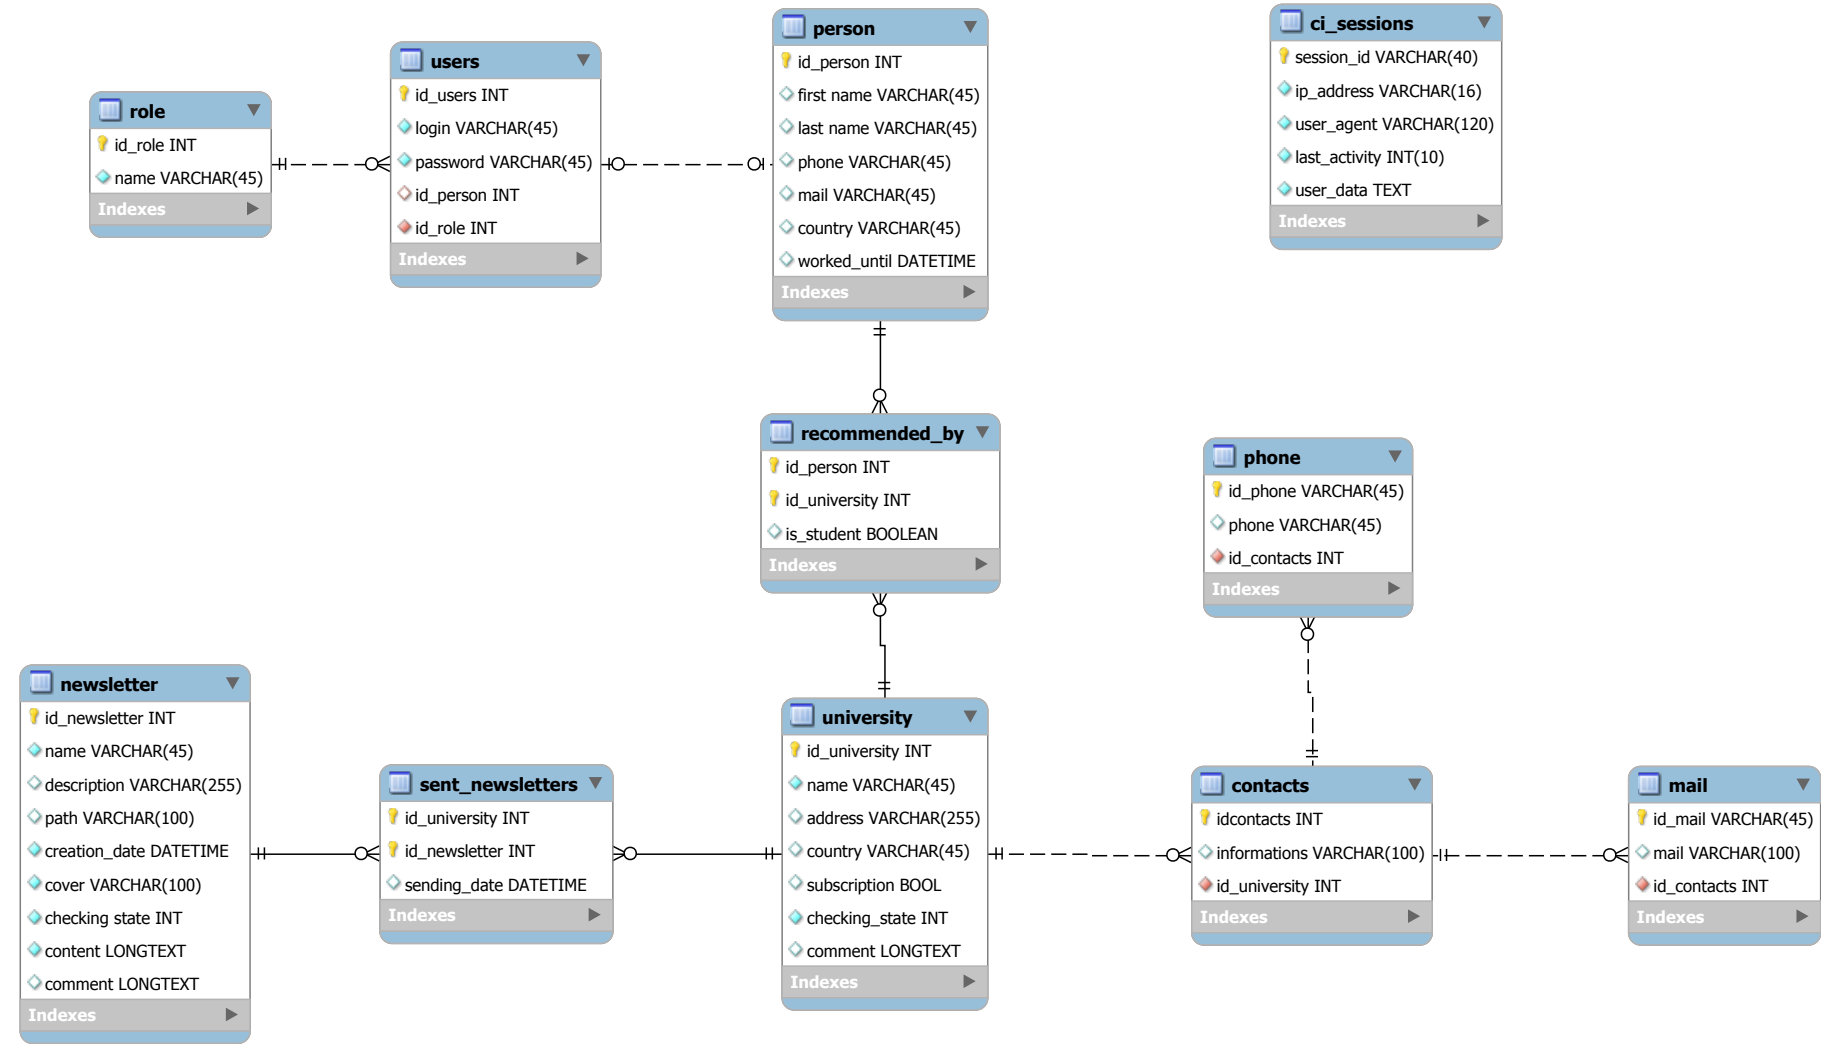 role
id_role INT
name VARCHAR(45)
Indexes
users
id_users INT
login VARCHAR(45)
password VARCHAR(45)
id_person INT
id_role INT
Indexes
person
id_person INT
first name VARCHAR(45)
last name VARCHAR(45)
phone VARCHAR(45)
mail VARCHAR(45)
country VARCHAR(45)
worked_until DATETIME
Indexes
ci_sessions
session_id VARCHAR(40)
ip_address VARCHAR(16)
user_agent VARCHAR(120)
last_activity INT(10)
user_data TEXT
Indexes
recommended_by
id_person INT
id_university INT
is_student BOOLEAN
Indexes
phone
id_phone VARCHAR(45)
phone VARCHAR(45)
id_contacts INT
Indexes
newsletter
id_newsletter INT
name VARCHAR(45)
description VARCHAR(255)
path VARCHAR(100)
creation_date DATETIME
cover VARCHAR(100)
checking state INT
content LONGTEXT
comment LONGTEXT
Indexes
sent_newsletters
id_university INT
id_newsletter INT
sending_date DATETIME
Indexes
university
id_university INT
name VARCHAR(45)
address VARCHAR(255)
country VARCHAR(45)
subscription BOOL
checking_state INT
comment LONGTEXT
Indexes
contacts
idcontacts INT
informations VARCHAR(100)
id_university INT
Indexes
mail
id_mail VARCHAR(45)
mail VARCHAR(100)
id_contacts INT
Indexes